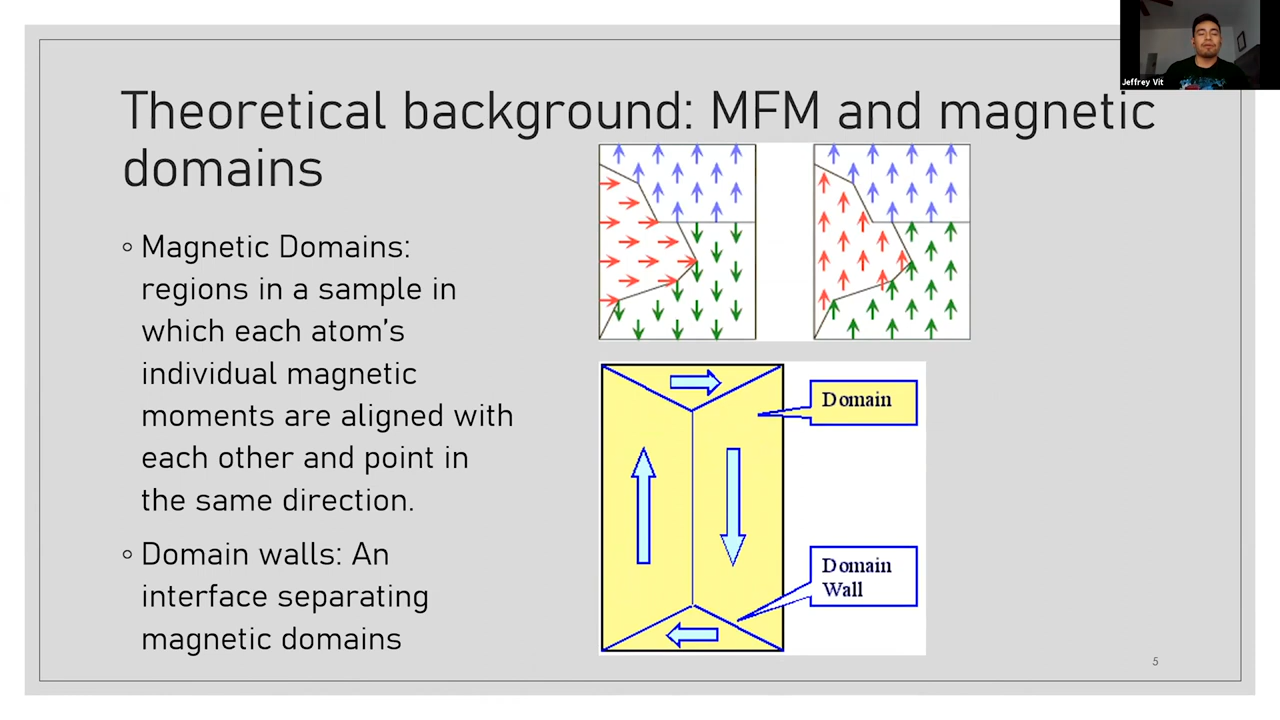 Jeffrey Vit
Theoretical background: MFM and magnetic
domains
◦ Magnetic Domains:
regions in a sample in
which each atom’s
individual magnetic
moments are aligned with
each other and point in
the same direction.
◦ Domain walls: An
interface separating
magnetic domains
Domain
Domain
Wall
5